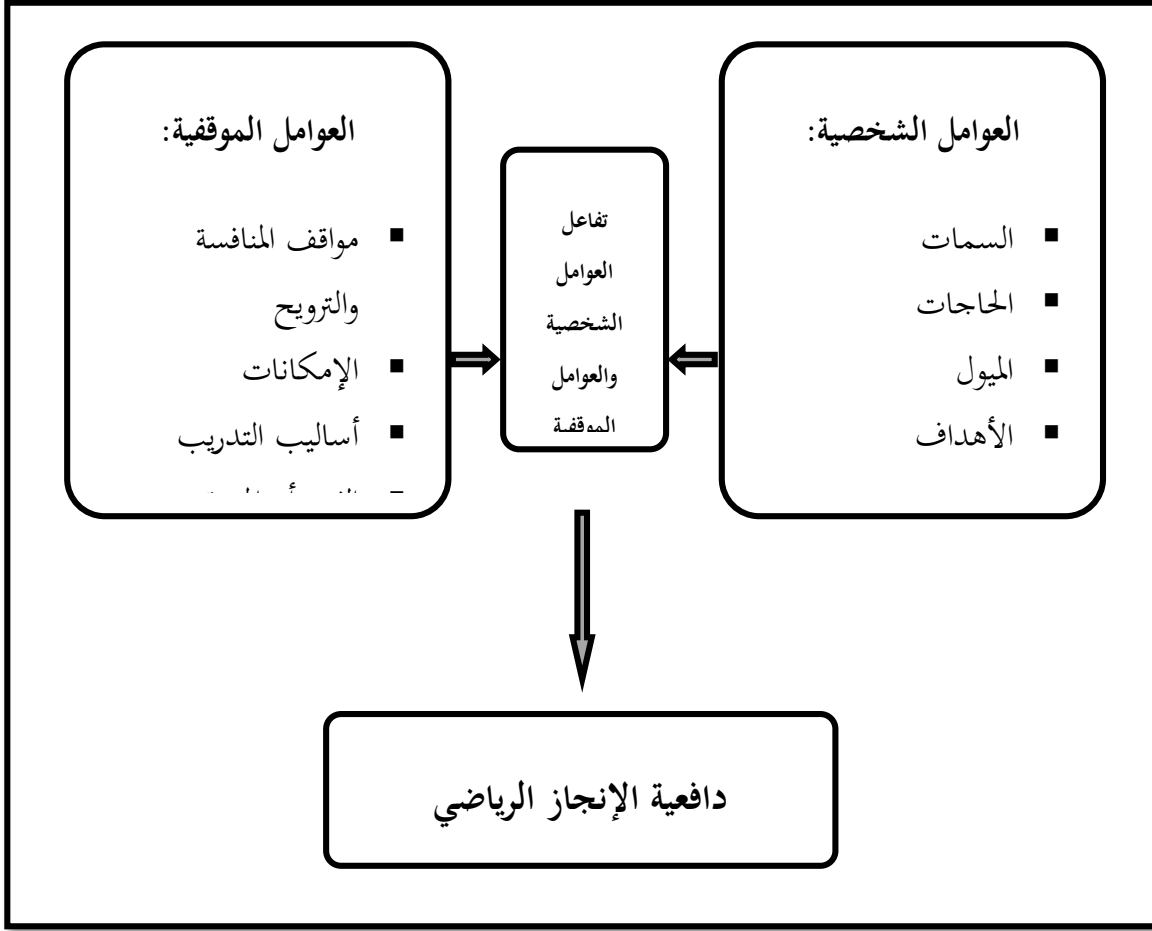 العوامل الشخصية:
▪ السمات
▪ الحاجات
▪ الميول
▪ الأهداف
تفاعل
العوامل
الشخصية
والعوامل
الموقفية
العوامل الموقفية:
▪ مواقف المنافسة
والترويح
▪ الإمكانات
▪ أساليب التدريب
دافعية الإنجاز الرياضي